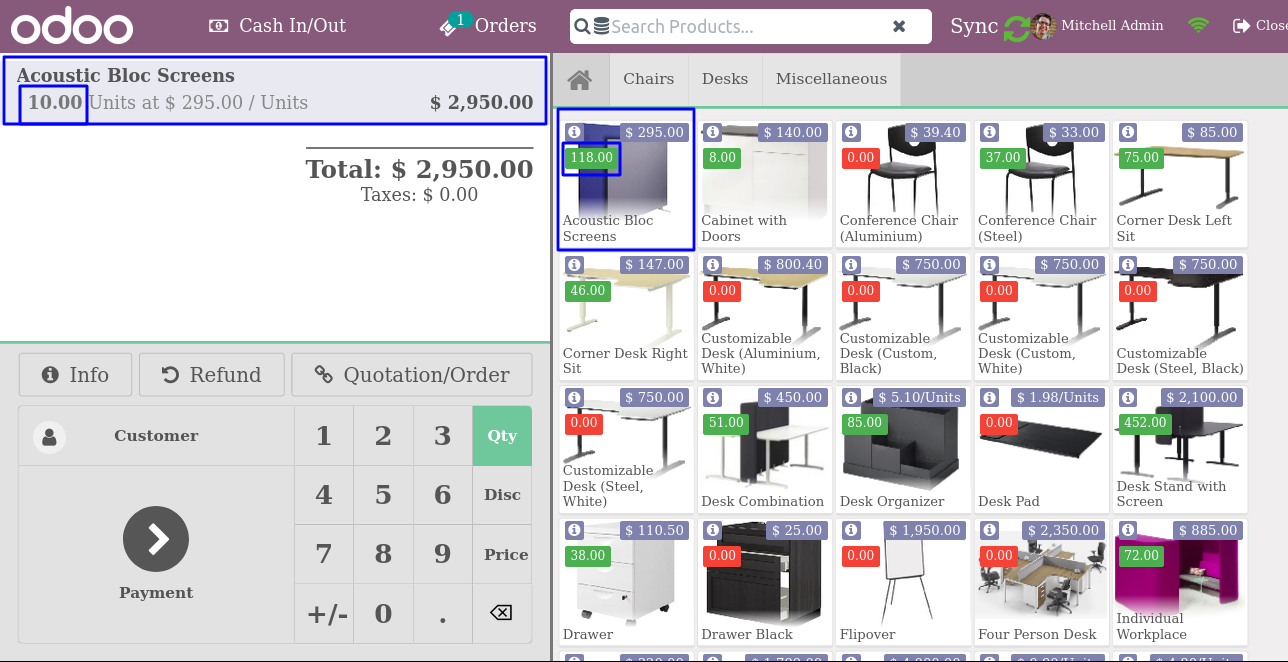 odoo
Cash In/Out
1
Orders
Search Products...
Sync
Mitchell Admin
Close
Acoustic Bloc Screens
10.00 Units at $ 295.00 / Units
$ 2,950.00
Total: $ 2,950.00
Taxes: $ 0.00
Info
Refund
Quotation/Order
Customer
1 2 3 Qty
4 5 6 Disc
7 8 9 Price
+/- 0 .
Payment
Chairs
Desks
Miscellaneous
$ 295.00
118.00
Acoustic Bloc
Screens
$ 140.00
8.00
Cabinet with
Doors
$ 39.40
0.00
Conference Chair
(Aluminium)
$ 33.00
37.00
Conference Chair
(Steel)
$ 85.00
75.00
Corner Desk Left
Sit
$ 147.00
46.00
Corner Desk Right
Sit
$ 800.40
0.00
Customizable
Desk (Aluminium,
White)
$ 750.00
0.00
Customizable
Desk (Custom,
Black)
$ 750.00
0.00
Customizable
Desk (Custom,
White)
$ 750.00
0.00
Customizable
Desk (Steel, Black)
$ 750.00
0.00
Customizable
Desk (Steel,
White)
$ 450.00
51.00
Desk Combination
$ 5.10/Units
85.00
Desk Organizer
$ 1.98/Units
0.00
Desk Pad
$ 2,100.00
452.00
Desk Stand with
Screen
$ 110.50
38.00
Drawer
$ 25.00
0.00
Drawer Black
$ 1,950.00
0.00
Flipover
$ 2,350.00
0.00
Four Person Desk
$ 885.00
72.00
Individual
Workplace